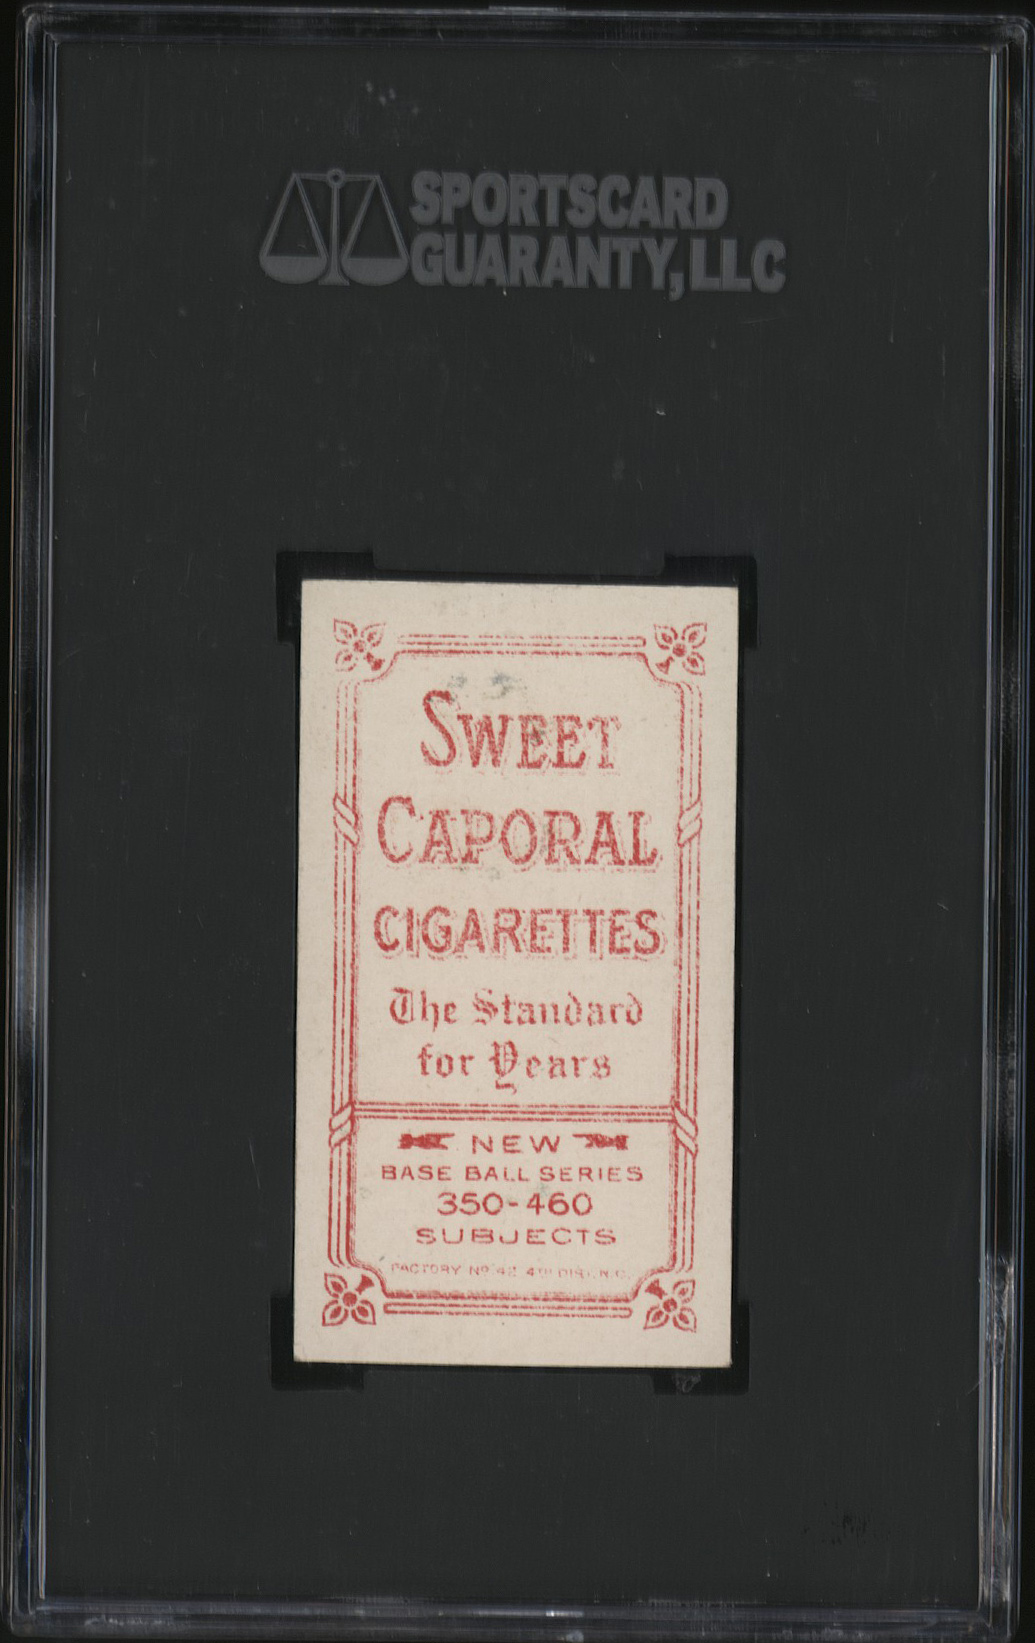 SPORTSCARD
GUARANTY, LLC
SWEET
CAPORAL
CIGARETTES
The Standard
for Years
NEW
BASE BALL SERIES
350-460
SUBJECTS
FACTORY No 42 4TH DIST. N.C.